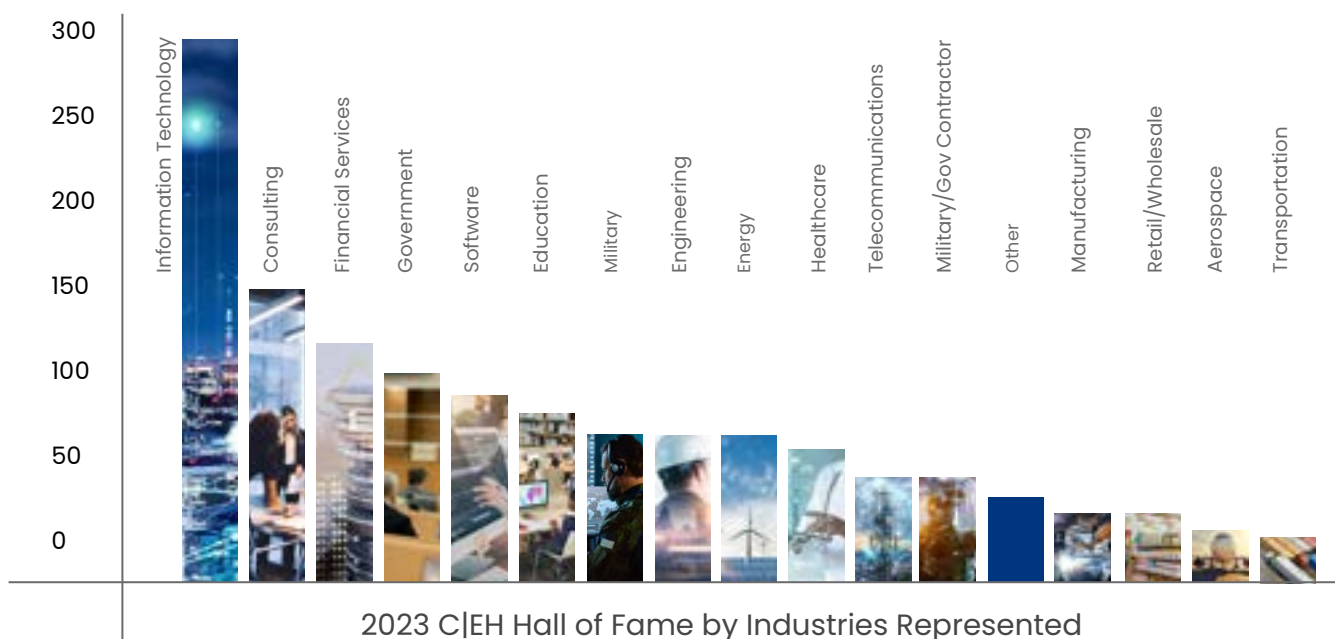 300
250
200
150
100
50
0
Information Technology
Consulting
Financial Services
Government
Software
Education
Military
Engineering
Energy
Healthcare
Telecommunications
Military/Gov Contractor
Other
Manufacturing
Retail/Wholesale
Aerospace
Transportation
2023 C|EH Hall of Fame by Industries Represented